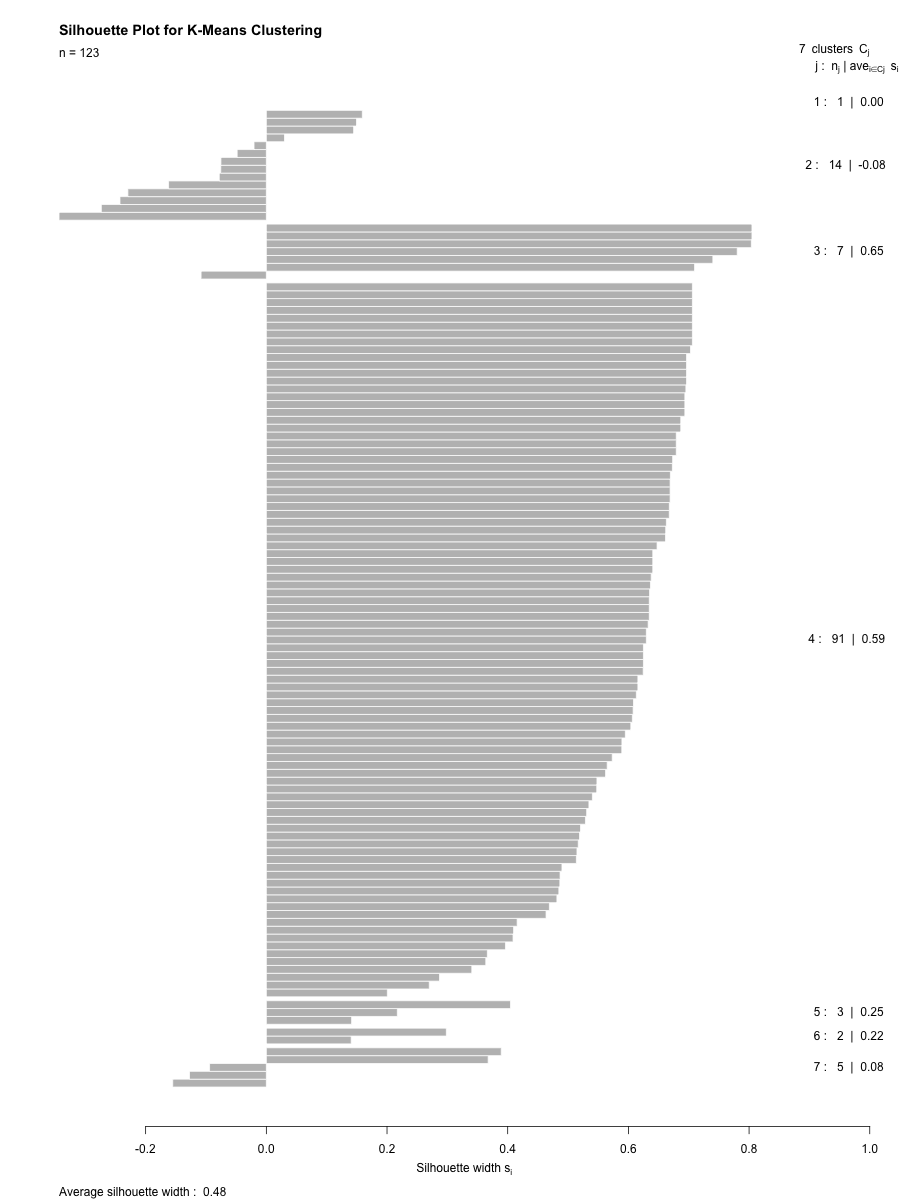 Silhouette Plot for K-Means Clustering
n = 123
7 clusters Cj
j : nj | avei∈Cj si
1 : 1 | 0.00
2 : 14 | -0.08
3 : 7 | 0.65
4 : 91 | 0.59
5 : 3 | 0.25
6 : 2 | 0.22
7 : 5 | 0.08
-0.2 0.0 0.2 0.4 0.6 0.8 1.0
Silhouette width si
Average silhouette width : 0.48